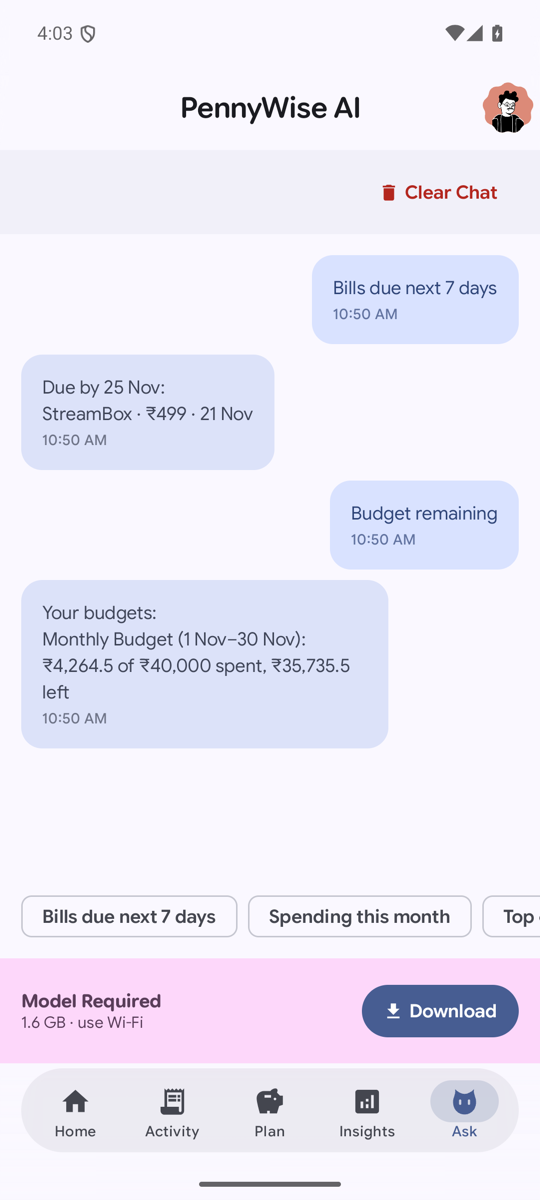 4:03
PennyWise AI
Clear Chat
Bills due next 7 days
10:50 AM
Due by 25 Nov:
StreamBox · ₹499 · 21 Nov
10:50 AM
Budget remaining
10:50 AM
Your budgets:
Monthly Budget (1 Nov–30 Nov):
₹4,264.5 of ₹40,000 spent, ₹35,735.5
left
10:50 AM
Bills due next 7 days
Spending this month
Top
Model Required
1.6 GB · use Wi-Fi
Download
Home
Activity
Plan
Insights
Ask